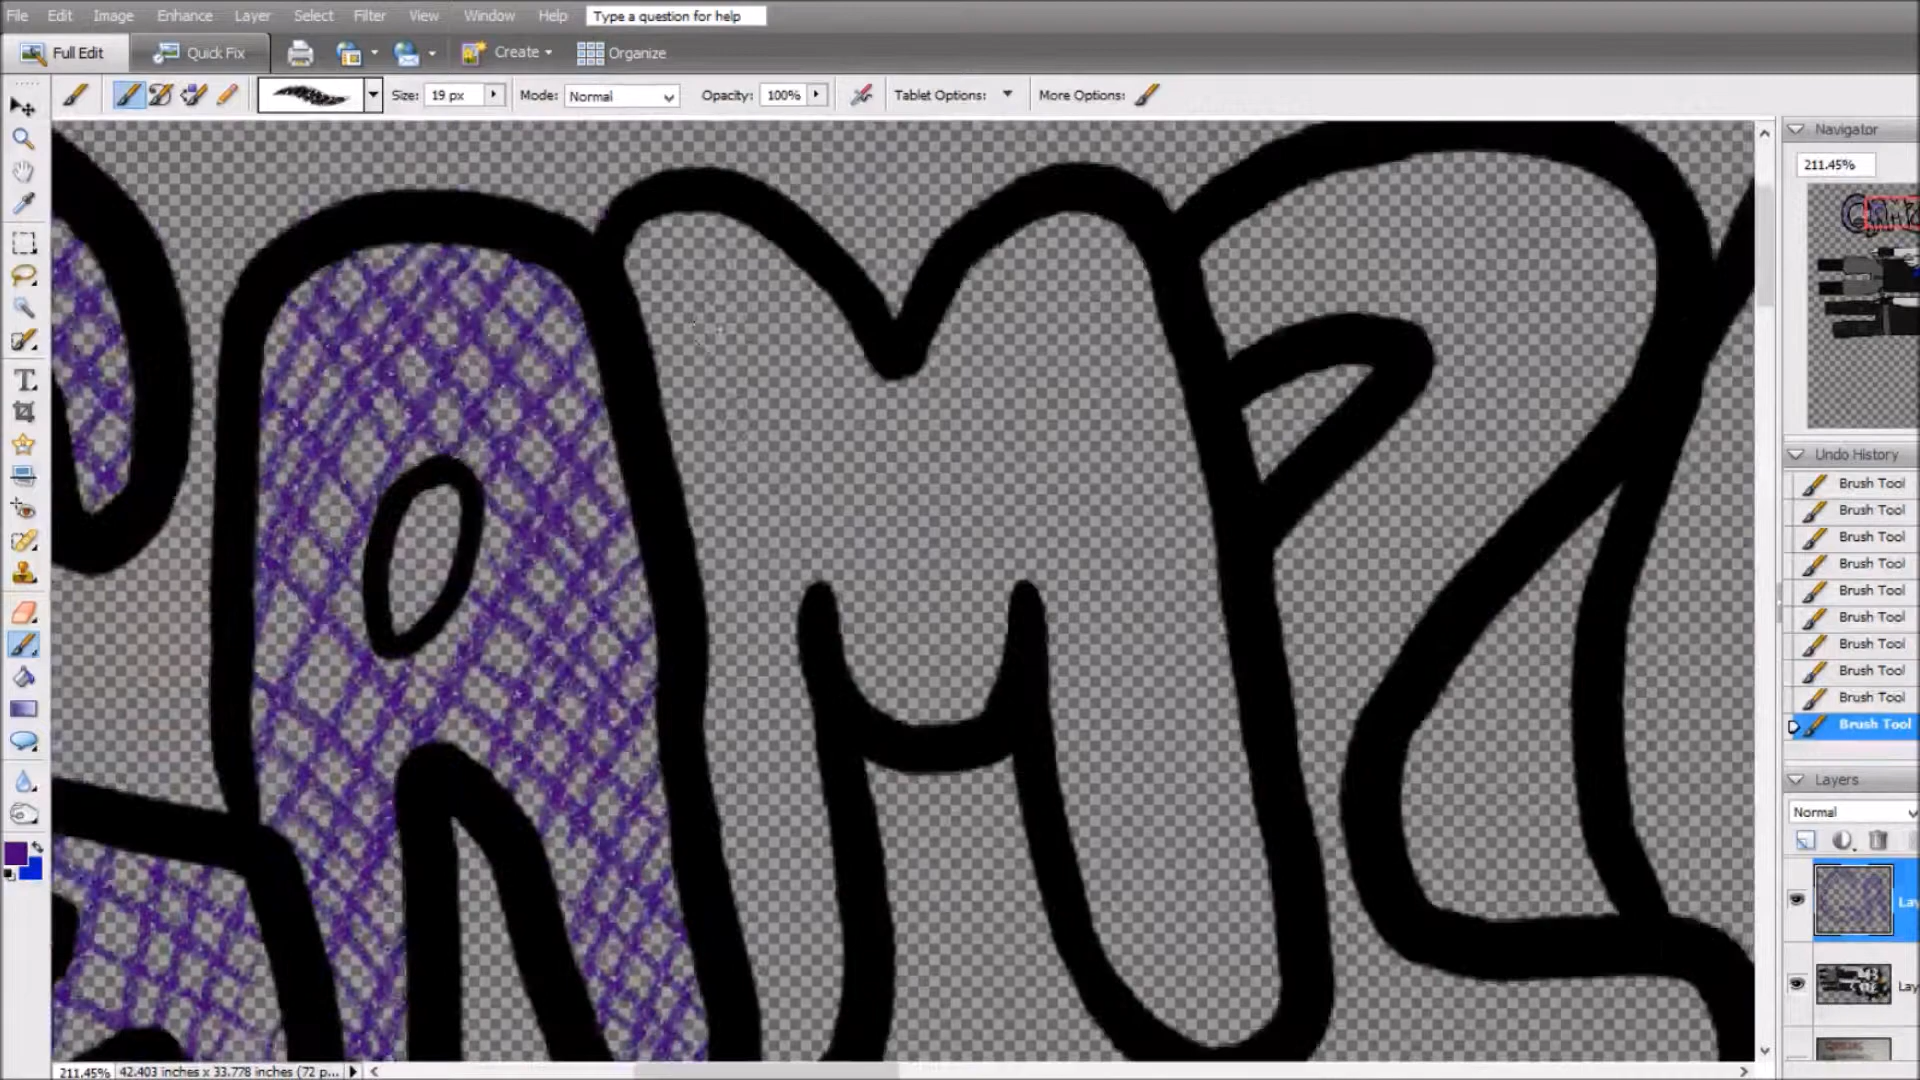 File Edit Image Enhance Layer Select Filter View Window Help Type a question for help
Full Edit Quick Fix Create Organize
Size: 19 px Mode: Normal Opacity: 100% Tablet Options: More Options:
Navigator
211.45%
Undo History
Brush Tool
Brush Tool
Brush Tool
Brush Tool
Brush Tool
Brush Tool
Brush Tool
Brush Tool
Brush Tool
Brush Tool
Layers
Normal
Lay
Lay
AMP
211.45% 42.403 inches x 33.778 inches (72 p...